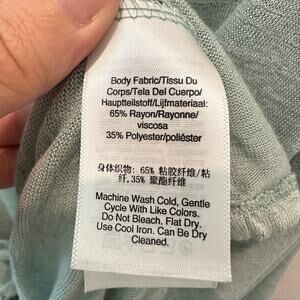 Body Fabric/Tissu Du
Corps/Tela Del Cuerpo/
Hauptteilstoff/Lijfmateriaal:
65% Rayon/Rayonne/
viscosa
35% Polyester/poliéster
身体织物: 65% 粘胶纤维/粘
纤, 35% 聚酯纤维
Machine Wash Cold, Gentle
Cycle With Like Colors.
Do Not Bleach. Flat Dry.
Use Cool Iron. Can Be Dry
Cleaned.